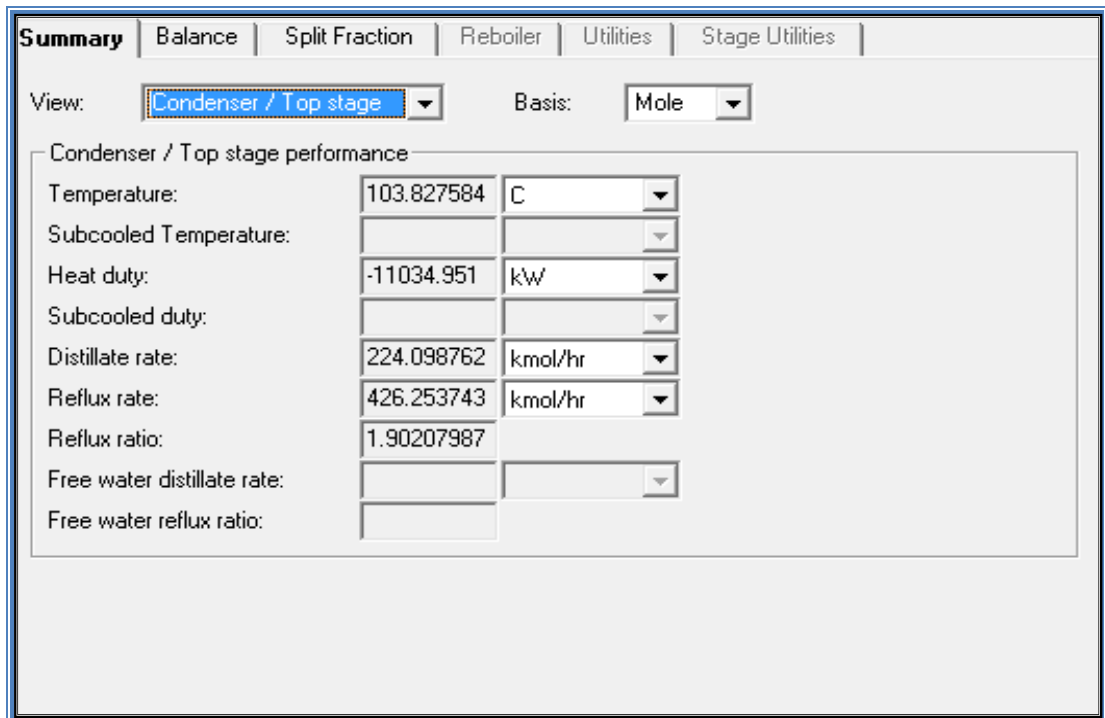 Summary Balance Split Fraction Reboiler Utilities Stage Utilities
View: Condenser / Top stage Basis: Mole
Condenser / Top stage performance
Temperature: 103.827584 C
Subcooled Temperature:
Heat duty: -11034.951 kW
Subcooled duty:
Distillate rate: 224.098762 kmol/hr
Reflux rate: 426.253743 kmol/hr
Reflux ratio: 1.90207987
Free water distillate rate:
Free water reflux ratio: